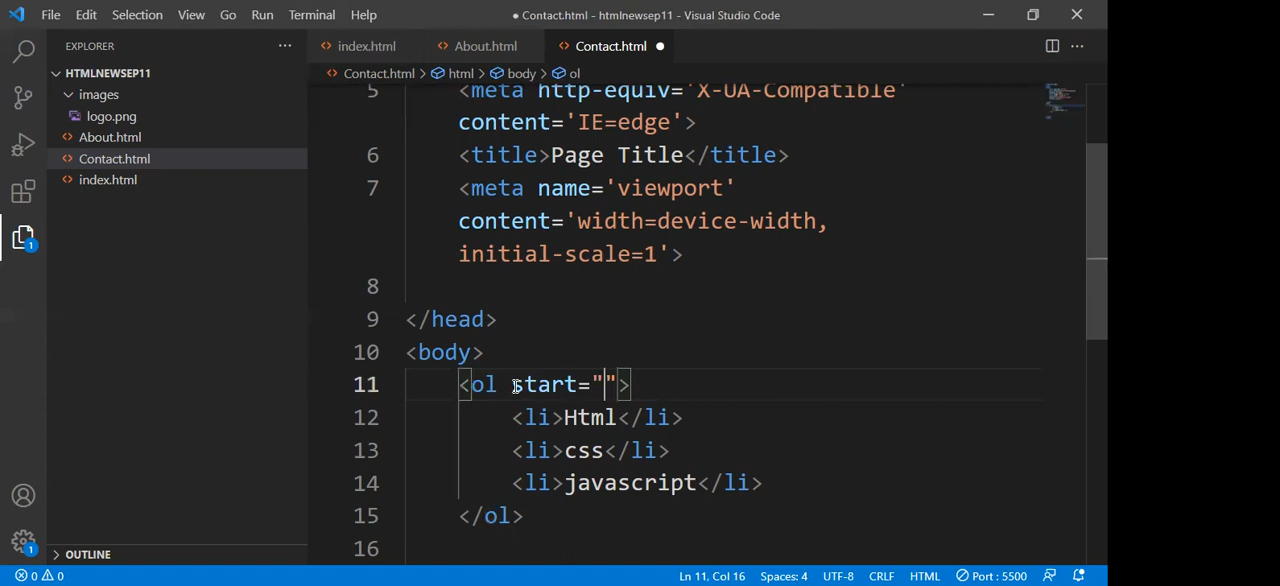 File Edit Selection View Go Run Terminal Help
● Contact.html - htmlnewsep11 - Visual Studio Code
EXPLORER
HTMLNEWSEP11
images
logo.png
About.html
Contact.html
index.html
OUTLINE
index.html About.html Contact.html
Contact.html > html > body > ol
5 <meta http-equiv='X-UA-Compatible'
content='IE=edge'>
6 <title>Page Title</title>
7 <meta name='viewport'
content='width=device-width,
initial-scale=1'>
8
9 </head>
10 <body>
11 <ol start="">
12 <li>Html</li>
13 <li>css</li>
14 <li>javascript</li>
15 </ol>
16
1
1
0 0
Ln 11, Col 16 Spaces: 4 UTF-8 CRLF HTML Port : 5500